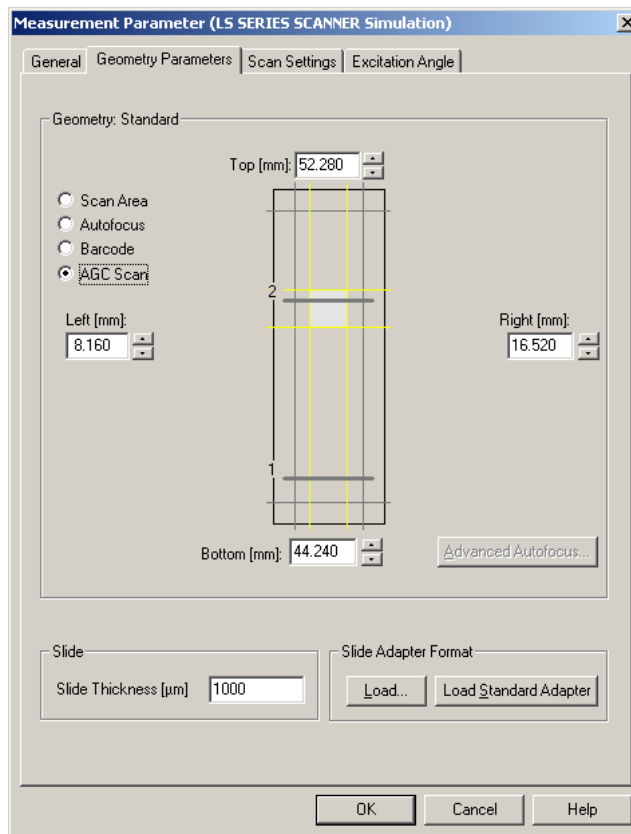 Measurement Parameter (LS SERIES SCANNER Simulation)
General Geometry Parameters Scan Settings Excitation Angle
Geometry: Standard
Top [mm]: 52.280
Scan Area
Autofocus
Barcode
AGC Scan
2
Left [mm]:
8.160
Right [mm]:
16.520
1
Bottom [mm]: 44.240
Advanced Autofocus...
Slide
Slide Thickness [µm] 1000
Slide Adapter Format
Load... Load Standard Adapter
OK Cancel Help